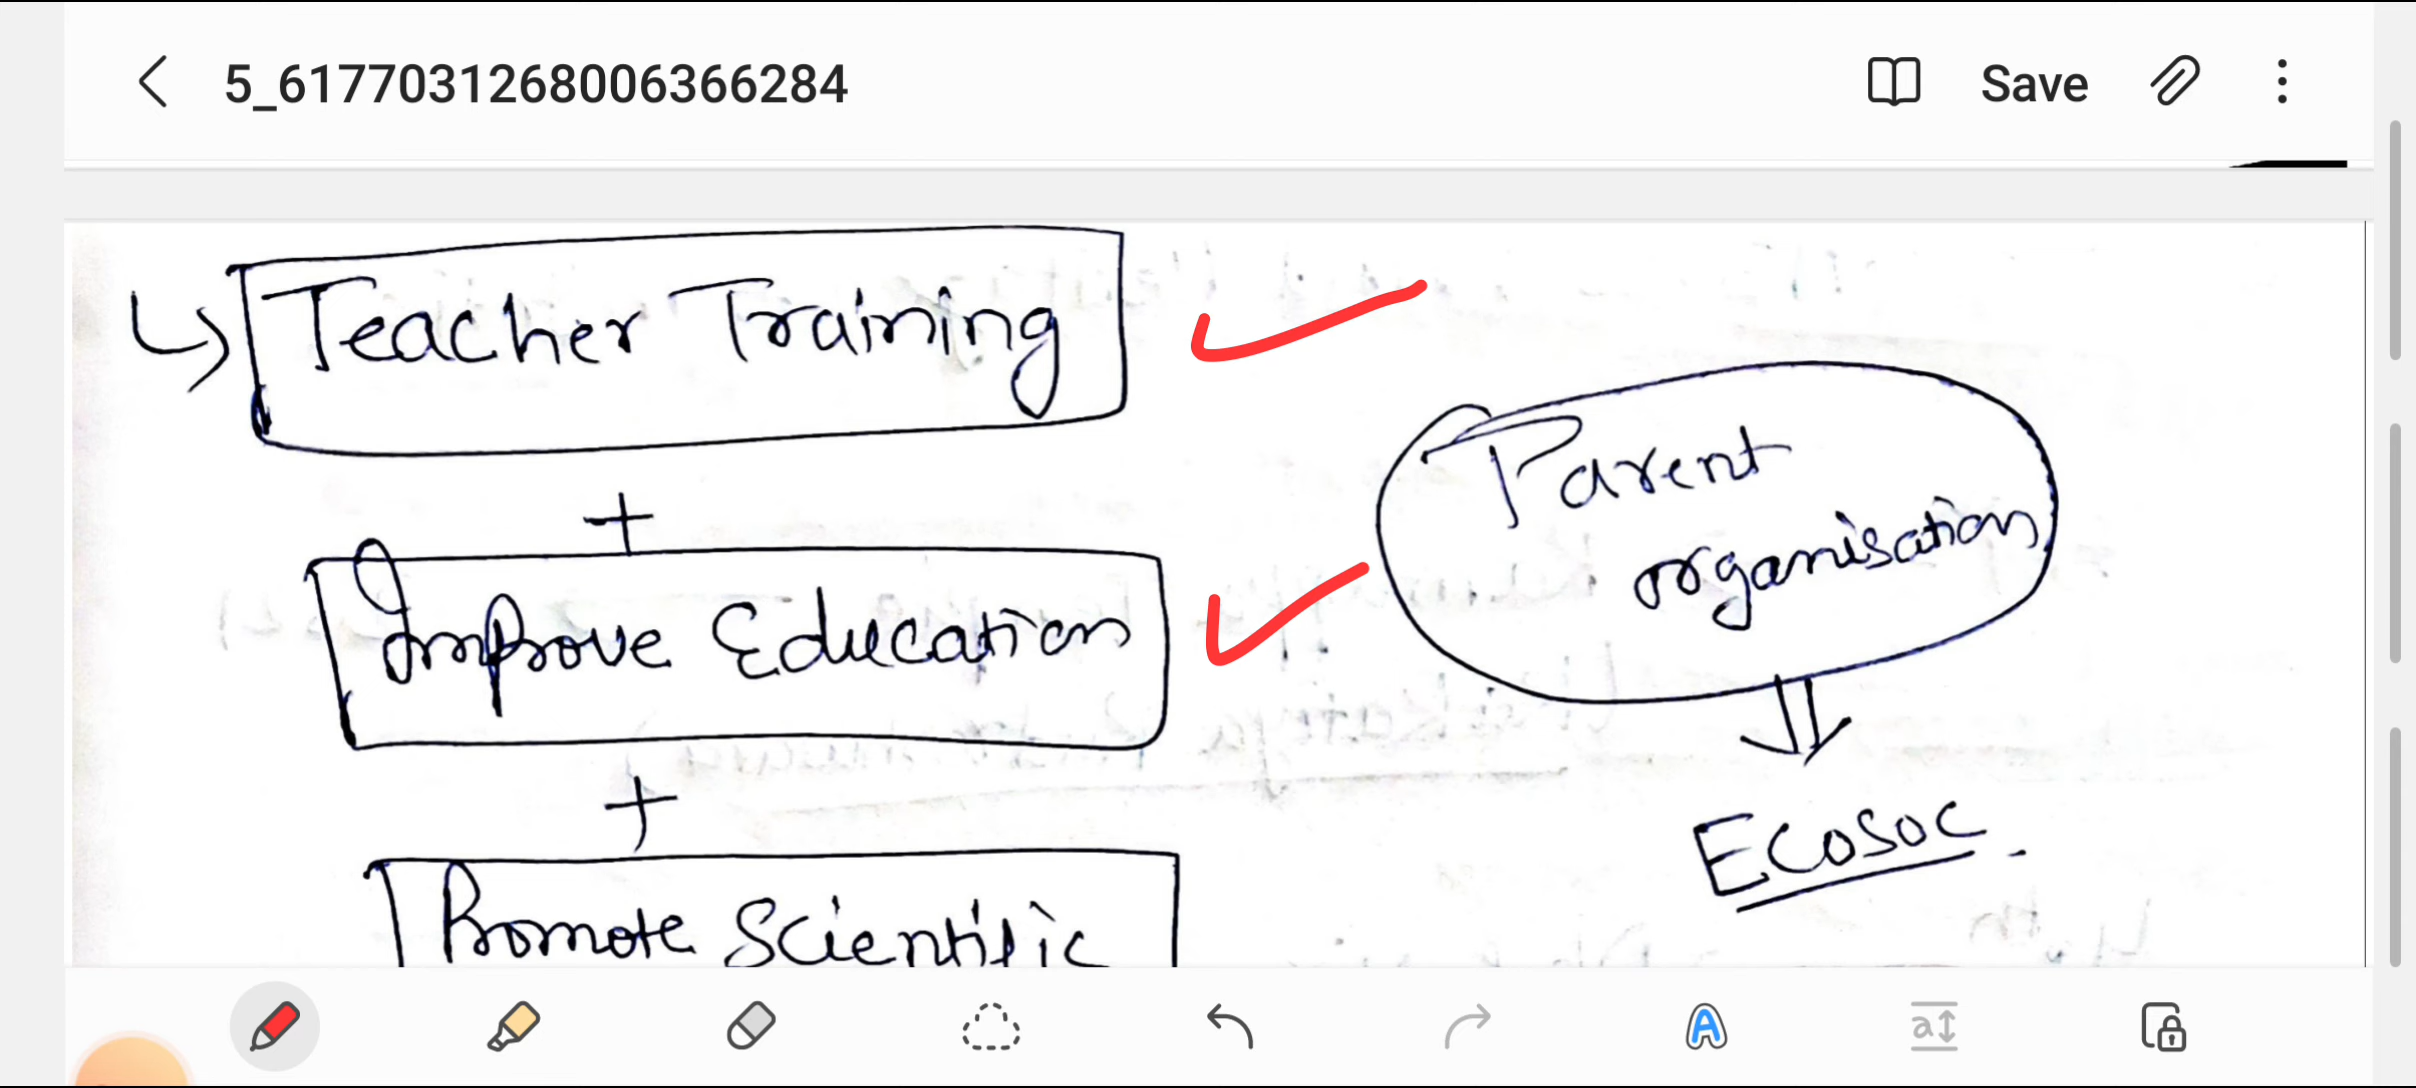 5_6177031268006366284
Save
↳ Teacher Training
+
Improve Education
+
Promote Scientific
Parent
organisation
⇓
ECOSOC.